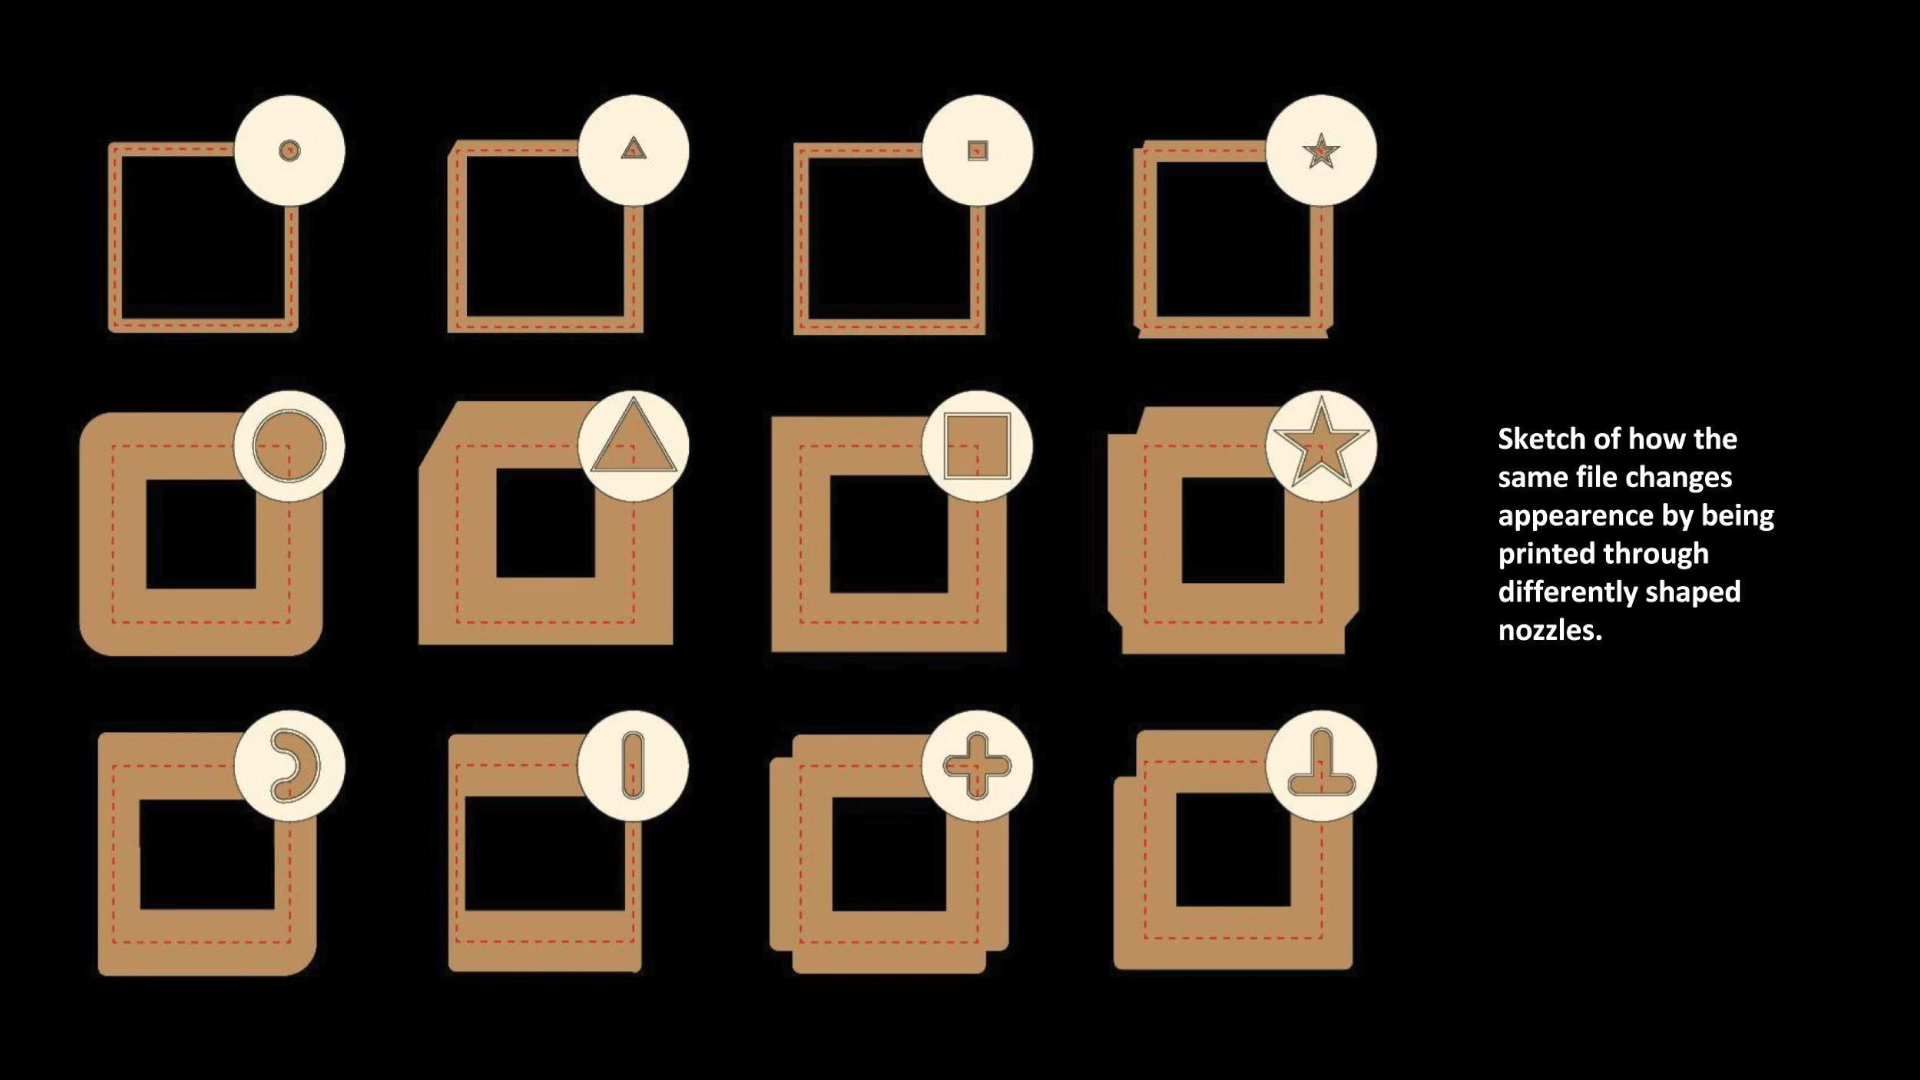 Sketch of how the
same file changes
appearence by being
printed through
differently shaped
nozzles.